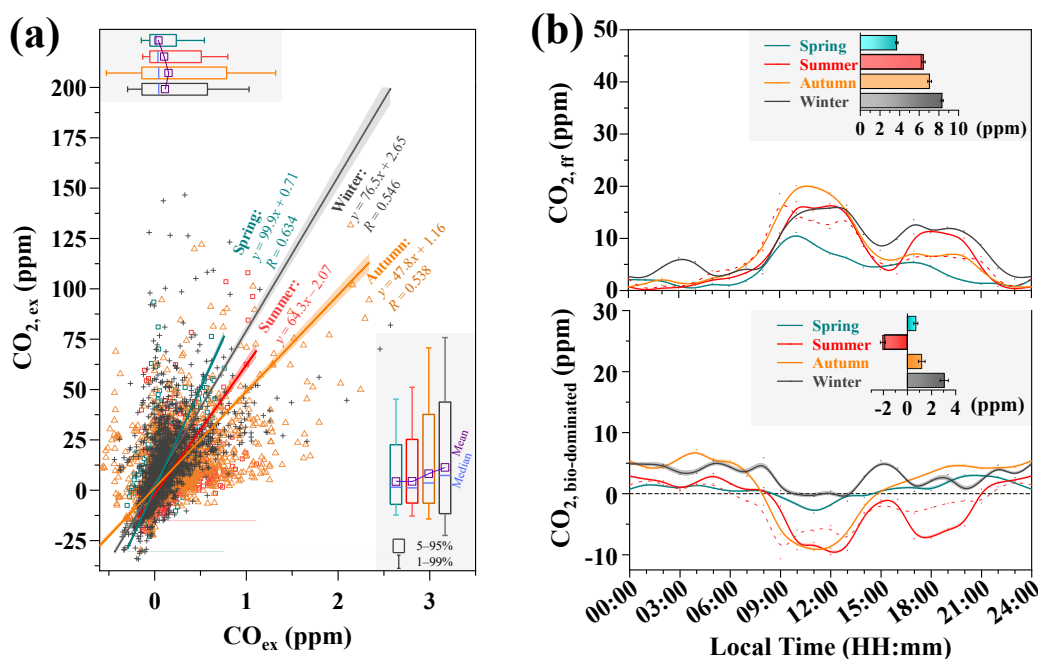 (a)
CO2, ex (ppm)
200
175
150
125
100
75
50
25
0
-25
0
1
2
3
COex (ppm)
Spring:
y = 99.9x + 0.71
R = 0.634
Winter:
y = 76.5x + 2.65
R = 0.546
Summer:
y = 64.3x − 2.07
Autumn:
y = 47.8x + 1.16
R = 0.538
Mean
Median
5–95%
1–99%
(b)
CO2, ff (ppm)
50
40
30
20
10
0
Spring
Summer
Autumn
Winter
0 2 4 6 8 10 (ppm)
CO2, bio-dominated (ppm)
30
20
10
5
0
-10
Spring
Summer
Autumn
Winter
-2 0 2 4 (ppm)
00:00
03:00
06:00
09:00
12:00
15:00
18:00
21:00
24:00
Local Time (HH:mm)